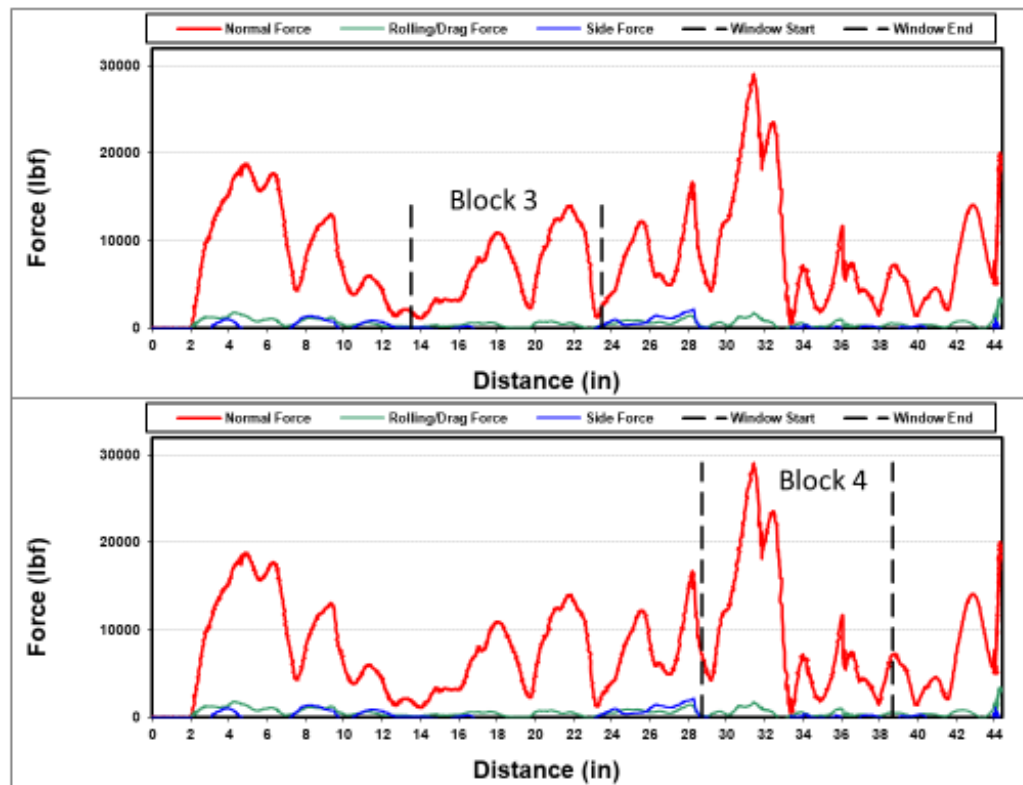 Normal Force Rolling/Drag Force Side Force Window Start Window End
30000
20000
10000
0
Force (lbf)
Block 3
0 2 4 6 8 10 12 14 16 18 20 22 24 26 28 30 32 34 36 38 40 42 44
Distance (in)
Normal Force Rolling/Drag Force Side Force Window Start Window End
30000
20000
10000
0
Force (lbf)
Block 4
0 2 4 6 8 10 12 14 16 18 20 22 24 26 28 30 32 34 36 38 40 42 44
Distance (in)